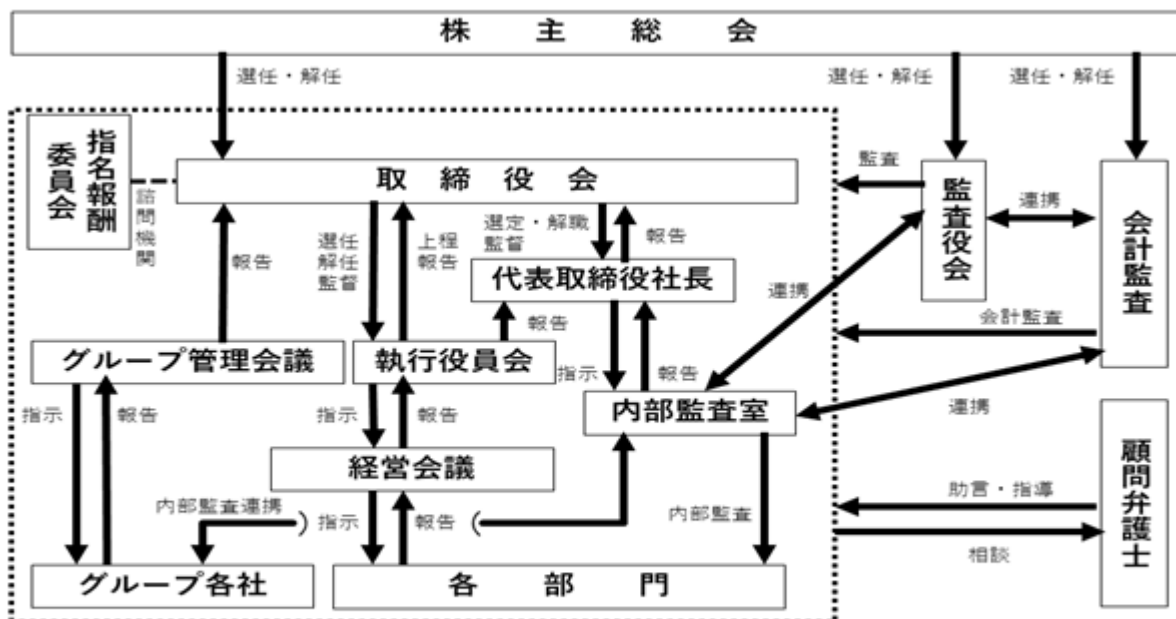 株主総会
選任・解任
選任・解任
選任・解任
指名報酬
委員会
諮問機関
取締役会
監査
監査役会
連携
会計監査
選任
解任
監督
上程
報告
選定・解職
監督
報告
報告
代表取締役社長
連携
報告
会計監査
グループ管理会議
執行役員会
指示
報告
内部監査室
連携
指示
報告
指示
報告
経営会議
顧問弁護士
内部監査連携
指示
報告
内部監査
助言・指導
相談
グループ各社
各部門